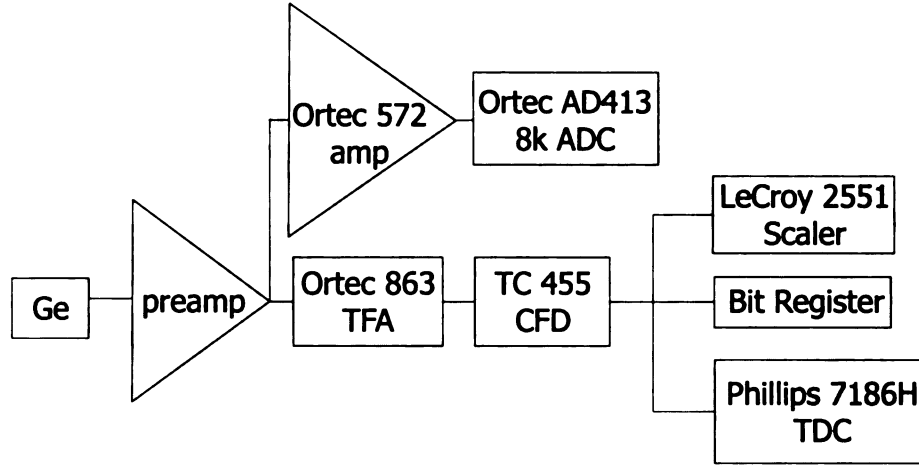 Ortec 572
amp
Ortec AD413
8k ADC
LeCroy 2551
Scaler
Ge
preamp
Ortec 863
TFA
TC 455
CFD
Bit Register
Phillips 7186H
TDC